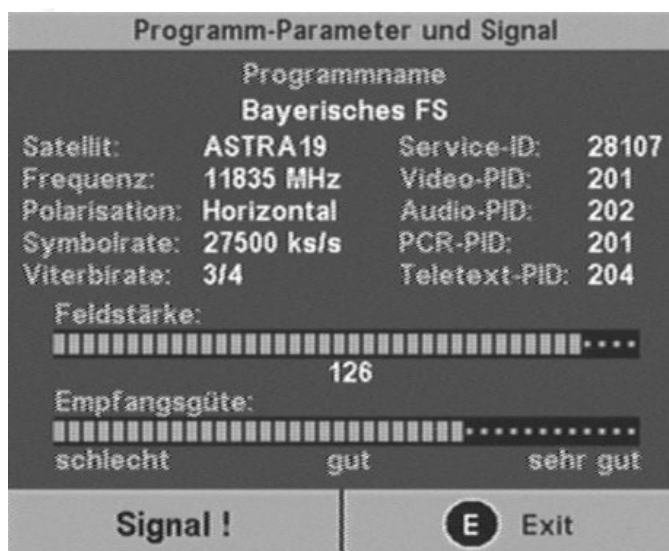 Programm-Parameter und Signal
Programmname
Bayerisches FS
Satellit: ASTRA19 Service-ID: 28107
Frequenz: 11835 MHz Video-PID: 201
Polarisation: Horizontal Audio-PID: 202
Symbolrate: 27500 ks/s PCR-PID: 201
Viterbirate: 3/4 Teletext-PID: 204
Feldstärke:
126
Empfangsgüte:
schlecht gut sehr gut
Signal ! E Exit